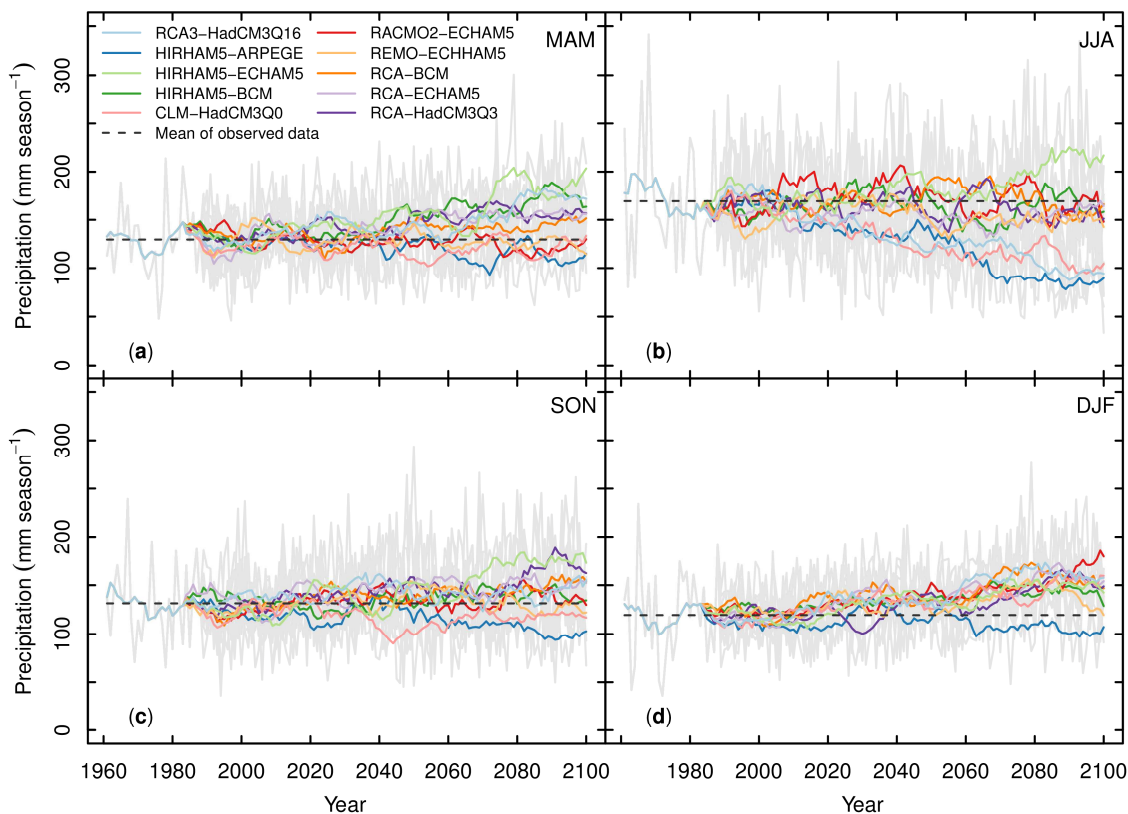 RCA3−HadCM3Q16 RACMO2−ECHAM5 MAM JJA
HIRHAM5−ARPEGE REMO−ECHHAM5
HIRHAM5−ECHAM5 RCA−BCM
HIRHAM5−BCM RCA−ECHAM5
CLM−HadCM3Q0 RCA−HadCM3Q3
Mean of observed data
Precipitation (mm season⁻¹)
300
200
100
0
(a) (b)
SON DJF
Precipitation (mm season⁻¹)
300
200
100
0
(c) (d)
1960 1980 2000 2020 2040 2060 2080 2100 1980 2000 2020 2040 2060 2080 2100
Year Year